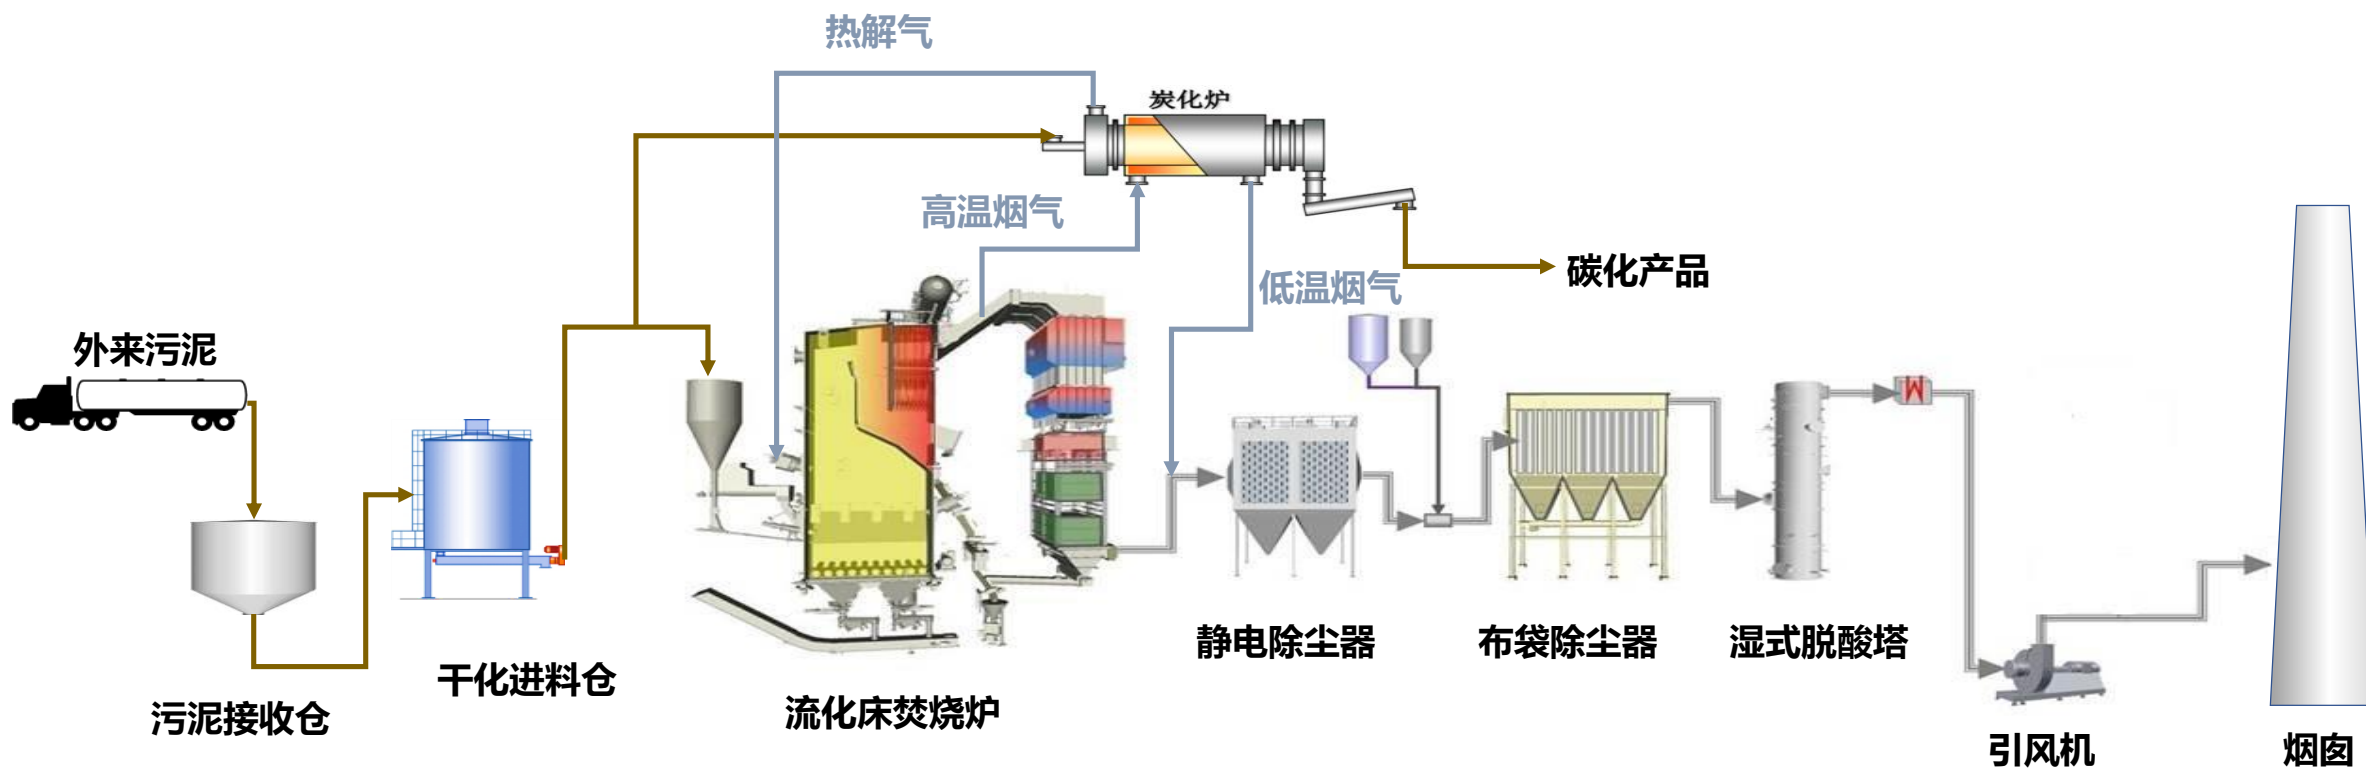 热解气
炭化炉
高温烟气
碳化产品
低温烟气
外来污泥
静电除尘器
布袋除尘器
湿式脱酸塔
干化进料仓
污泥接收仓
流化床焚烧炉
引风机
烟囱